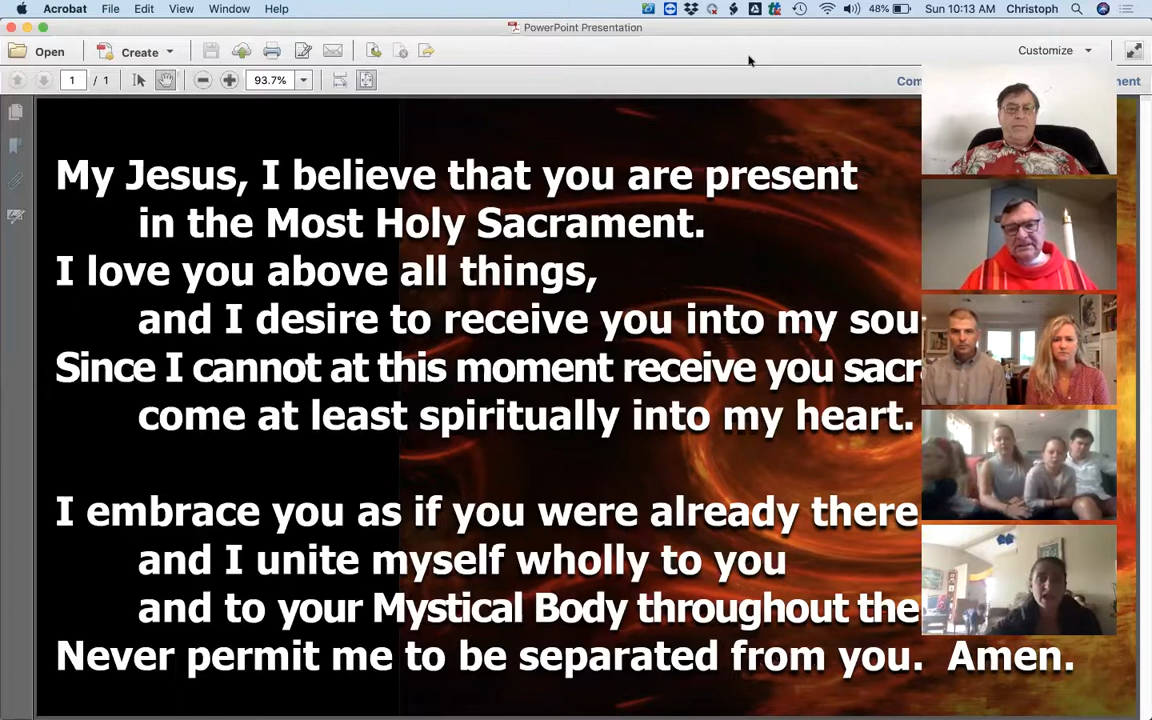 Acrobat File Edit View Window Help 48% Sun 10:13 AM Christoph
PowerPoint Presentation
Open Create Customize
1 / 1 93.7% Com ment
My Jesus, I believe that you are present
in the Most Holy Sacrament.
I love you above all things,
and I desire to receive you into my sou
Since I cannot at this moment receive you sacr
come at least spiritually into my heart.
I embrace you as if you were already there
and I unite myself wholly to you
and to your Mystical Body throughout the
Never permit me to be separated from you. Amen.